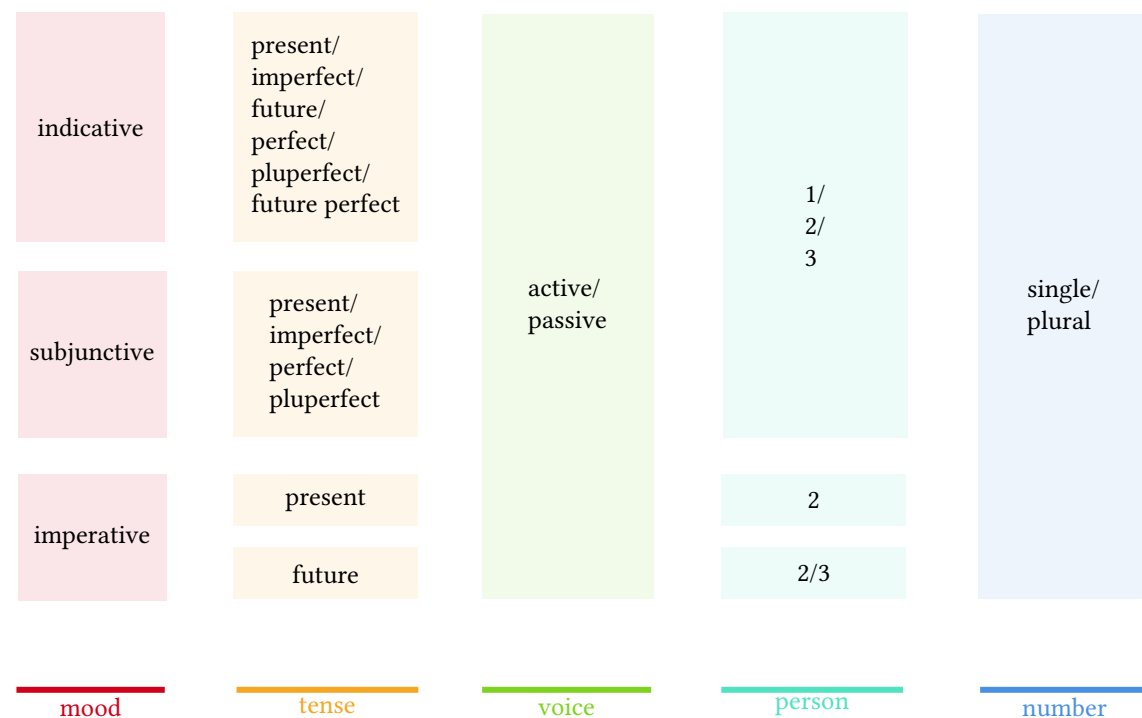 indicative
present/
imperfect/
future/
perfect/
pluperfect/
future perfect
subjunctive
present/
imperfect/
perfect/
pluperfect
imperative
present
future
active/
passive
1/
2/
3
2
2/3
single/
plural
mood
tense
voice
person
number